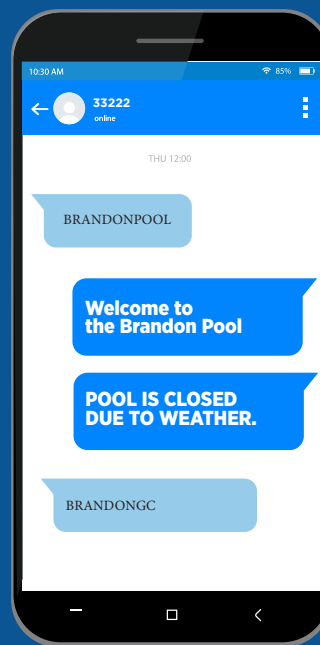 10:30 AM 85%
33222
online
THU 12:00
BRANDONPOOL
Welcome to
the Brandon Pool
POOL IS CLOSED
DUE TO WEATHER.
BRANDONGC